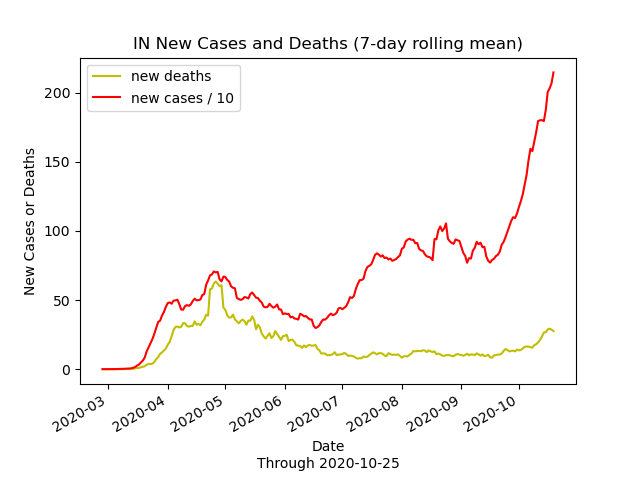 IN New Cases and Deaths (7-day rolling mean)
new deaths
new cases / 10
New Cases or Deaths
200
150
100
50
0
2020-03
2020-04
2020-05
2020-06
2020-07
2020-08
2020-09
2020-10
Date
Through 2020-10-25